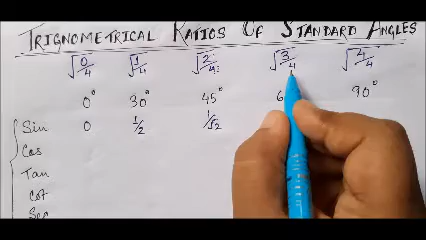 TRIGNOMETRICAL RATIOS OF STANDARD ANGLES
√0/4 √1/4 √2/4 √3/4 √4/4
0° 30° 45° 6 90°
Sin 0 1/2 1/√2
Cos
Tan
Cot
Sec